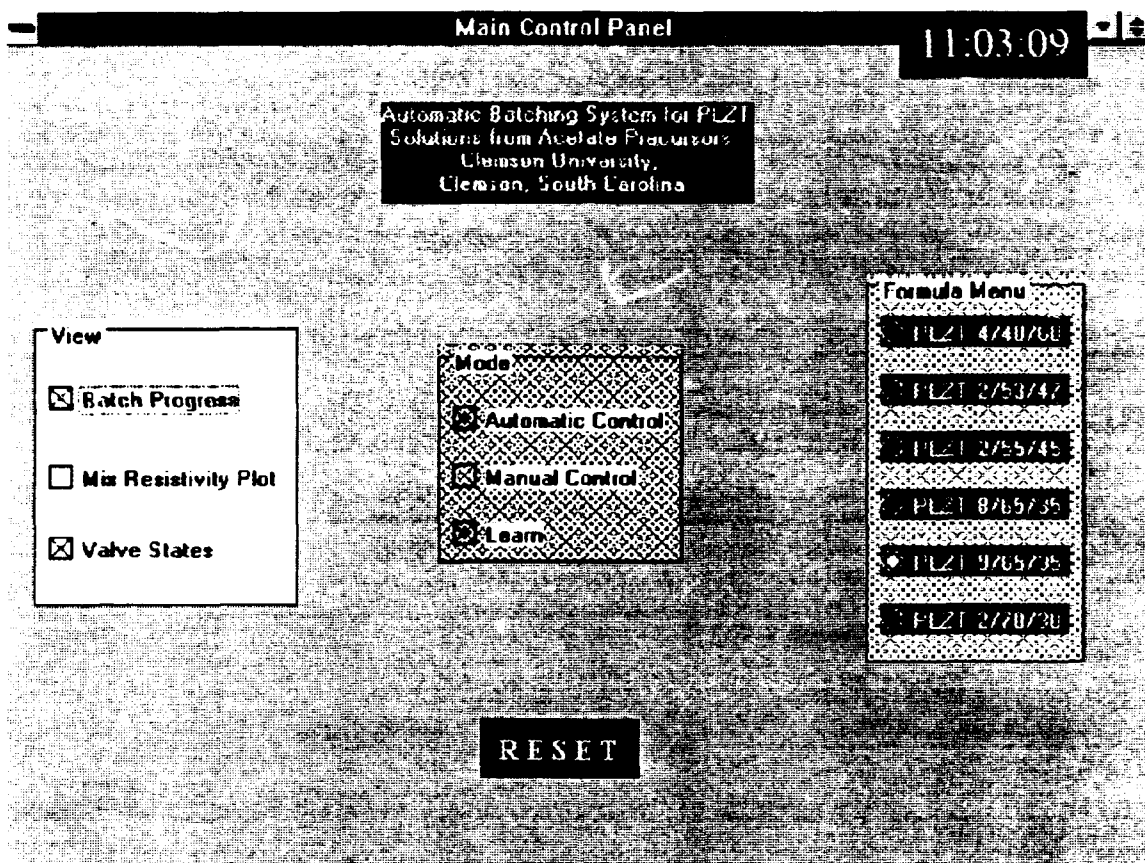 Main Control Panel
11:03:09
Automatic Batching System for PLZT
Solutions from Acetate Precursors
Clemson University,
Clemson, South Carolina
View
Batch Progress
Mix Resistivity Plot
Valve States
Mode
Automatic Control
Manual Control
Learn
Formula Menu
PLZT 4/40/60
PLZT 2/53/47
PLZT 2/55/45
PLZT 8/65/35
PLZT 9/65/35
PLZT 2/70/30
RESET